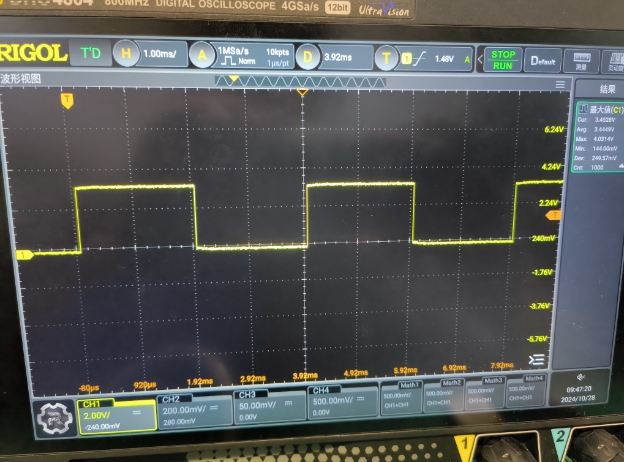 800MHZ DIGITAL OSCILLOSCOPE 4GSa/s 12bit UltraVision
RIGOL T'D H 1.00ms/ A 1MSa/s Norm 10kpts 1μs/pt D 3.92ms T 1 1.48V A STOP RUN Default 测量
波形视图
结果
最大值(C1)
Cur: 3.4528V
Avg: 3.4449V
Max: 4.0314V
Min: 144.00mV
Dev: 249.57mV
Cnt: 1000
T
6.24V
4.24V
2.24V
T
240mV
1
-1.76V
-3.76V
-5.76V
-80μs 920μs 1.92ms 2.92ms 3.92ms 4.92ms 5.92ms 6.92ms 7.92ms
CH1 CH2 CH3 CH4 Math1 Math2 Math3 Math4
2.00V/ 200.00mV/ 50.00mV/ 500.00mV/ 500.00mV/ 500.00mV/ 500.00mV/ 500.00mV/
-240.00mV 280.00mV 0.00V 0.00V CH1+CH1 CH1+CH1 CH1+CH1 CH1+CH1
09:47:20
2024/10/28
1 2